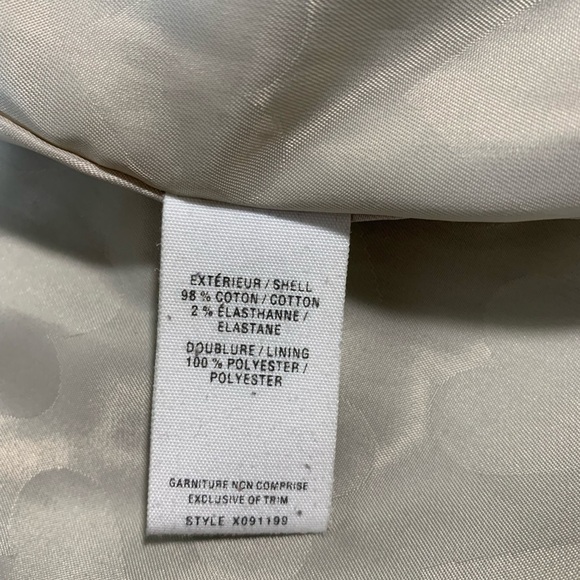 EXTÉRIEUR / SHELL
98 % COTON / COTTON
2 % ÉLASTHANNE /
ELASTANE
DOUBLURE / LINING
100 % POLYESTER /
POLYESTER
GARNITURE NON COMPRISE
EXCLUSIVE OF TRIM
STYLE X091199